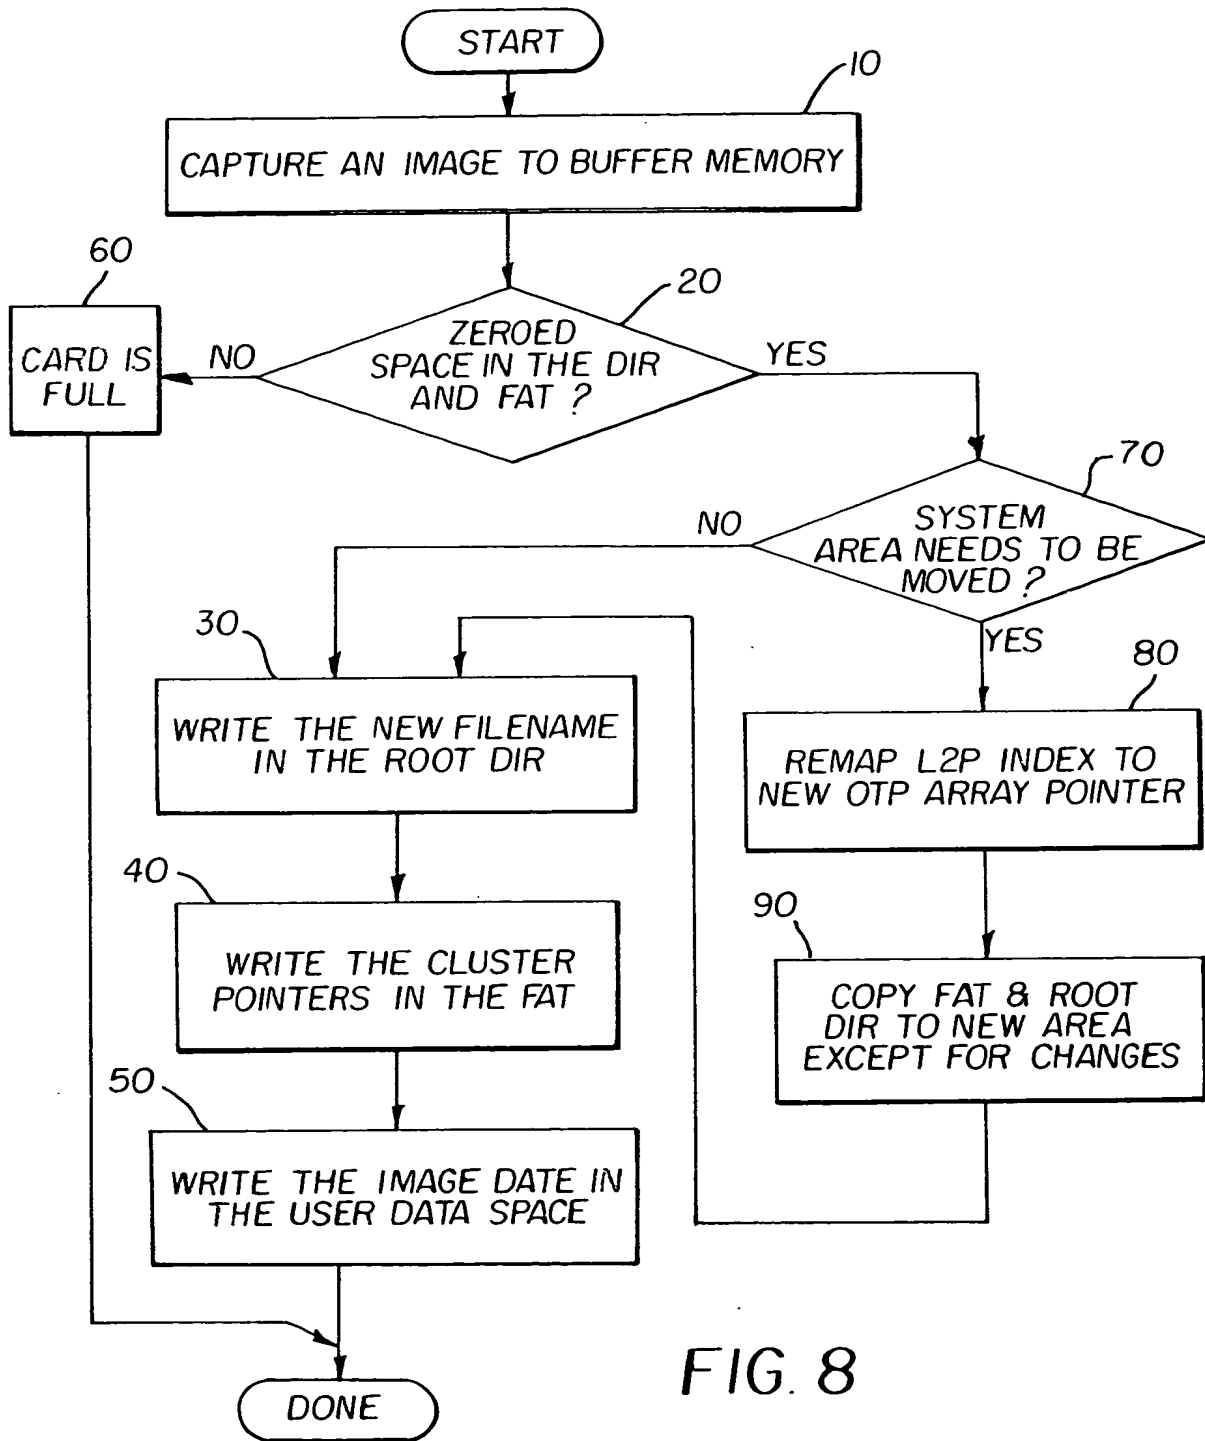 START
10
CAPTURE AN IMAGE TO BUFFER MEMORY
60
20
ZEROED
SPACE IN THE DIR
AND FAT ?
NO
YES
CARD IS
FULL
70
SYSTEM
AREA NEEDS TO BE
MOVED ?
NO
YES
30
WRITE THE NEW FILENAME
IN THE ROOT DIR
80
REMAP L2P INDEX TO
NEW OTP ARRAY POINTER
40
WRITE THE CLUSTER
POINTERS IN THE FAT
90
COPY FAT & ROOT
DIR TO NEW AREA
EXCEPT FOR CHANGES
50
WRITE THE IMAGE DATE IN
THE USER DATA SPACE
DONE
FIG. 8